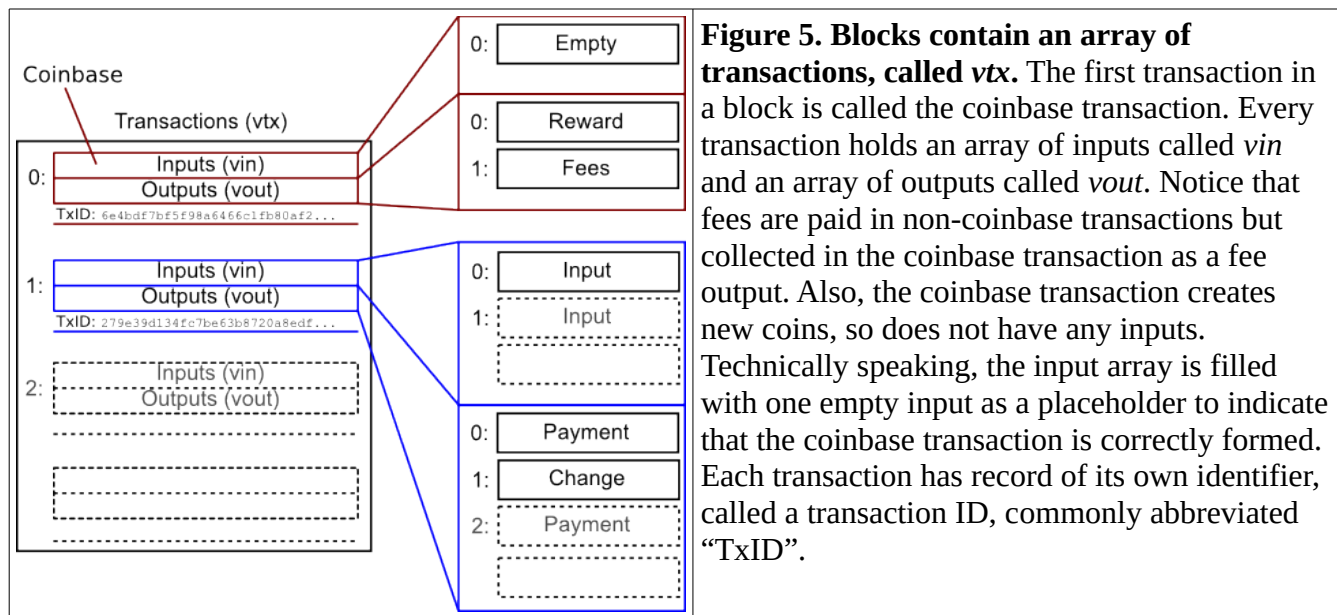 Coinbase
Transactions (vtx)
0:
Inputs (vin)
Outputs (vout)
TxID: 6e4bdf7bf5f98a6466c1fb80af2...
1:
Inputs (vin)
Outputs (vout)
TxID: 279e39d134fc7be63b8720a8edf...
2:
Inputs (vin)
Outputs (vout)
0: Empty
0: Reward
1: Fees
0: Input
1: Input
0: Payment
1: Change
2: Payment
Figure 5. Blocks contain an array of
transactions, called vtx. The first transaction in
a block is called the coinbase transaction. Every
transaction holds an array of inputs called vin
and an array of outputs called vout. Notice that
fees are paid in non-coinbase transactions but
collected in the coinbase transaction as a fee
output. Also, the coinbase transaction creates
new coins, so does not have any inputs.
Technically speaking, the input array is filled
with one empty input as a placeholder to indicate
that the coinbase transaction is correctly formed.
Each transaction has record of its own identifier,
called a transaction ID, commonly abbreviated
“TxID”.